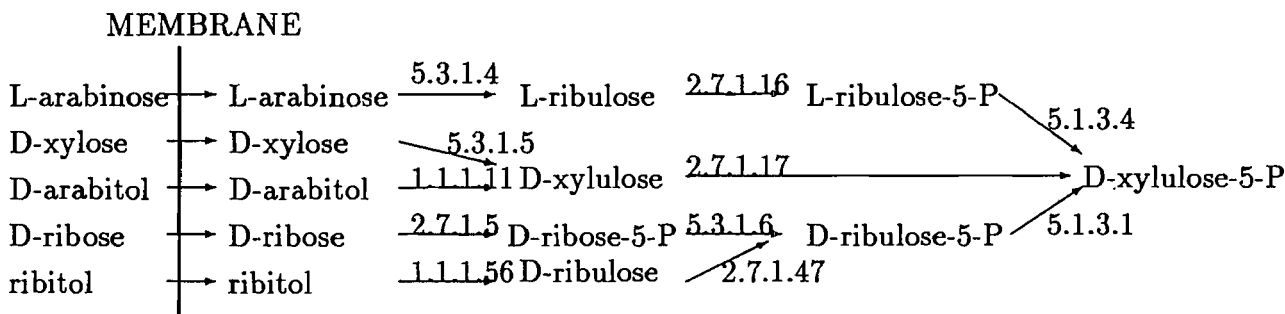 MEMBRANE
L-arabinose L-arabinose 5.3.1.4 L-ribulose 2.7.1.16 L-ribulose-5-P
5.1.3.4
D-xylose D-xylose 5.3.1.5
D-arabitol D-arabitol 1.1.1.11 D-xylulose 2.7.1.17 D-xylulose-5-P
D-ribose D-ribose 2.7.1.5 D-ribose-5-P 5.3.1.6 D-ribulose-5-P 5.1.3.1
ribitol ribitol 1.1.1.56 D-ribulose 2.7.1.47